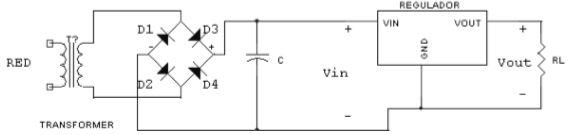 REGULADOR
D1
D3
+
VIN
VOUT
+
T?
-
+
GND
RED
C
Vin
Vout
RL
D2
D4
-
-
TRANSFORMER